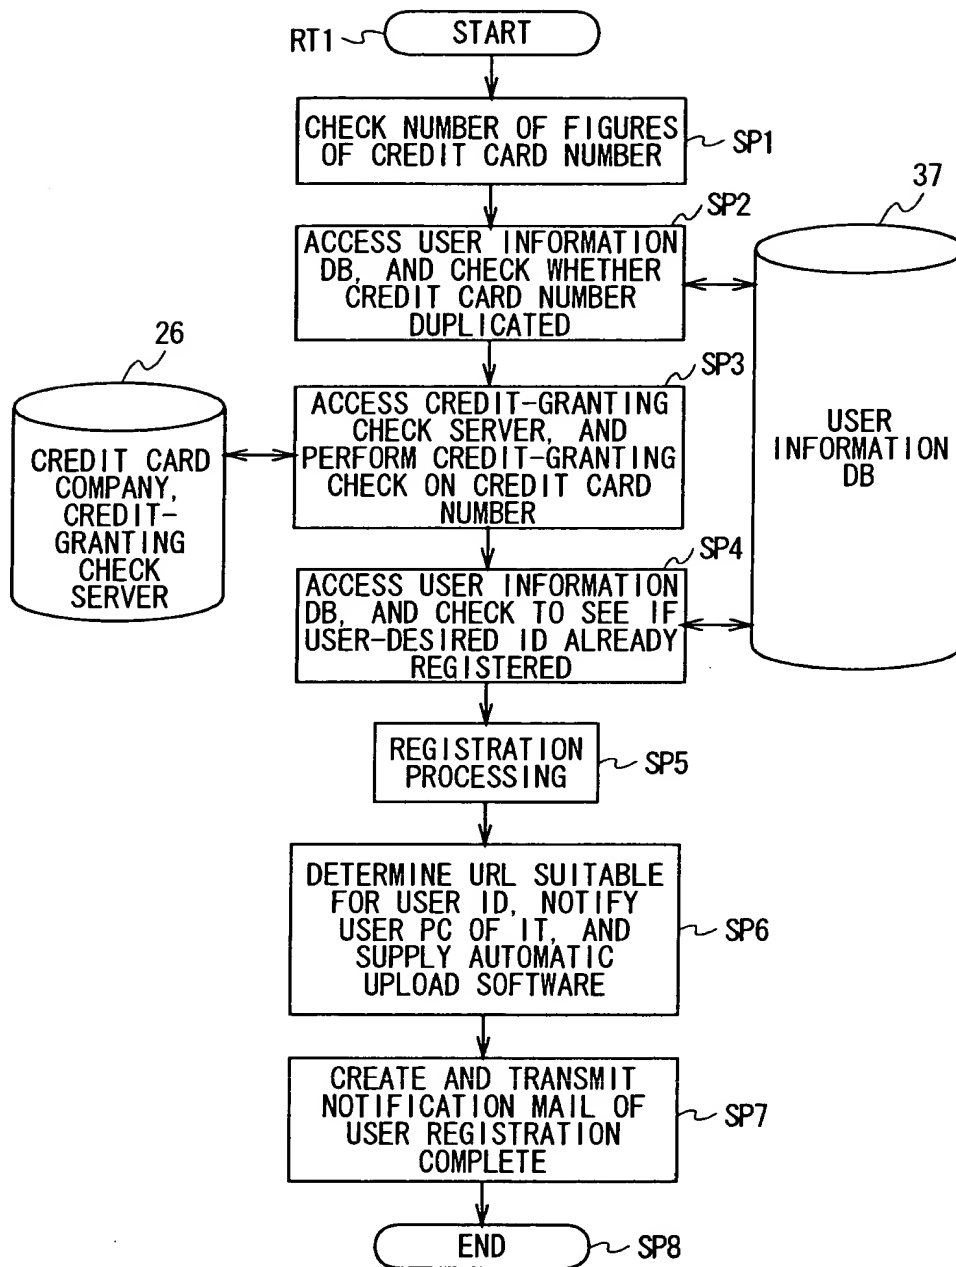 RT1
START
CHECK NUMBER OF FIGURES
OF CREDIT CARD NUMBER
SP1
SP2
37
ACCESS USER INFORMATION
DB, AND CHECK WHETHER
CREDIT CARD NUMBER
DUPLICATED
26
SP3
ACCESS CREDIT-GRANTING
CHECK SERVER, AND
PERFORM CREDIT-GRANTING
CHECK ON CREDIT CARD
NUMBER
USER
INFORMATION
DB
CREDIT CARD
COMPANY,
CREDIT-
GRANTING
CHECK
SERVER
SP4
ACCESS USER INFORMATION
DB, AND CHECK TO SEE IF
USER-DESIRED ID ALREADY
REGISTERED
REGISTRATION
PROCESSING
SP5
DETERMINE URL SUITABLE
FOR USER ID, NOTIFY
USER PC OF IT, AND
SUPPLY AUTOMATIC
UPLOAD SOFTWARE
SP6
CREATE AND TRANSMIT
NOTIFICATION MAIL OF
USER REGISTRATION
COMPLETE
SP7
END
SP8